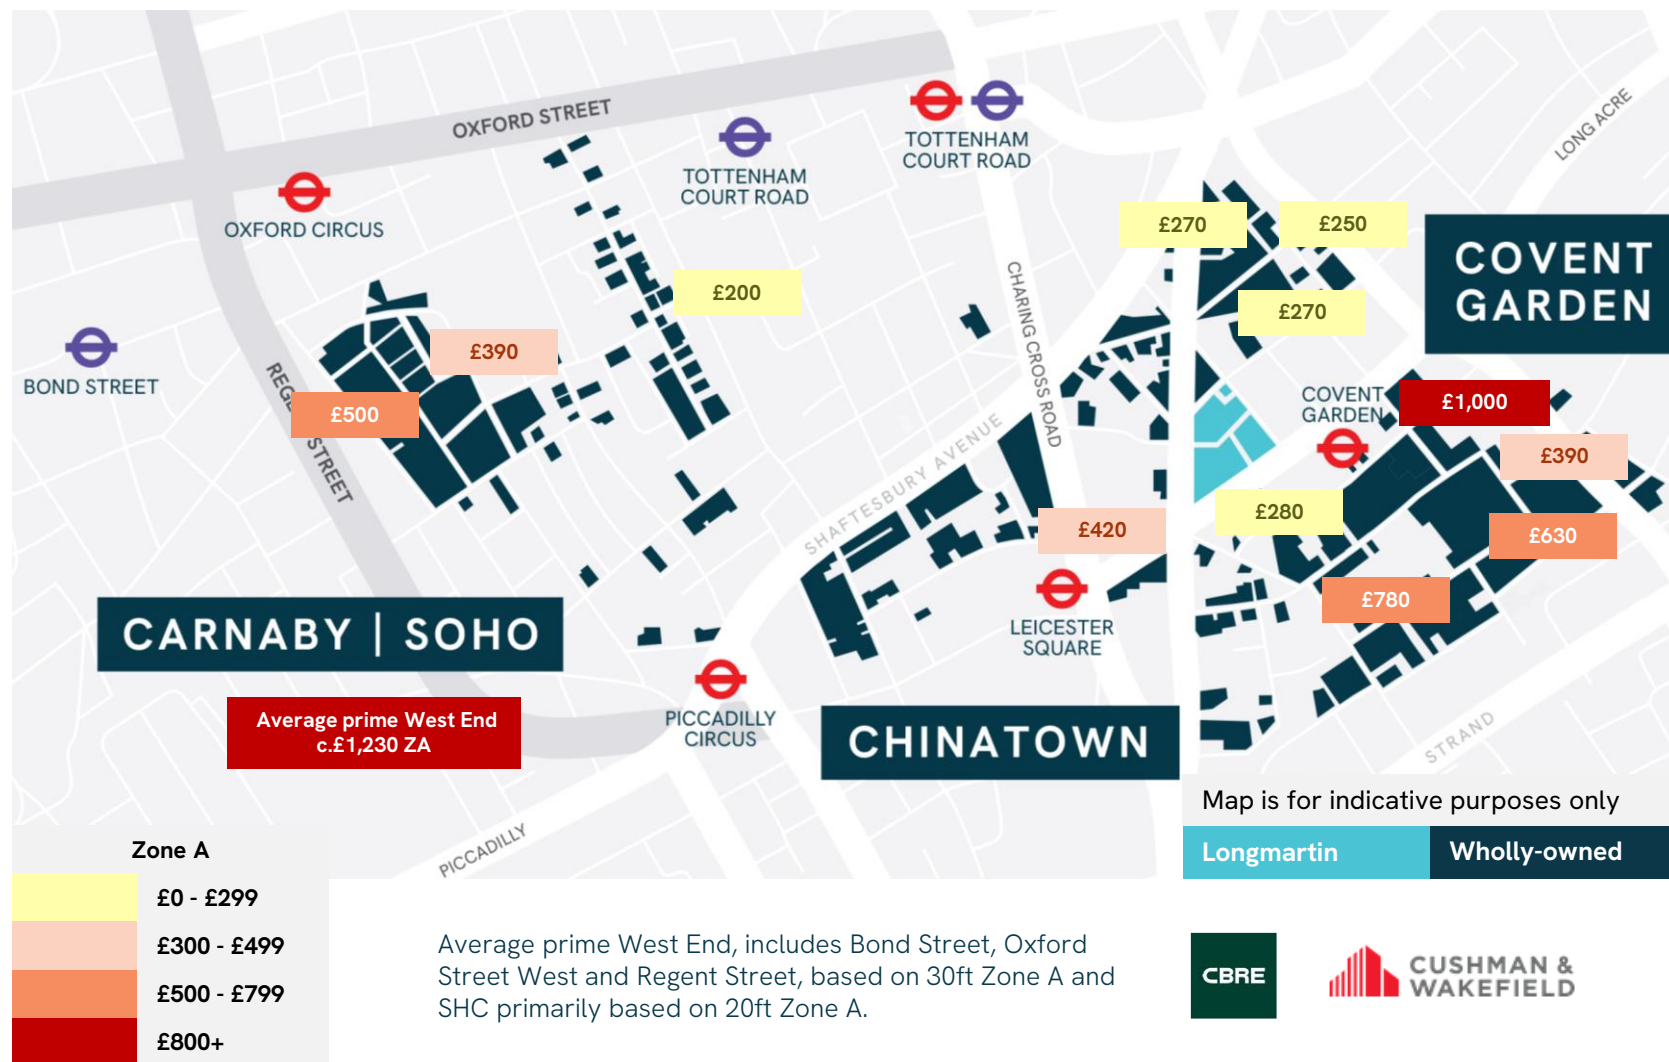 OXFORD STREET
LONG ACRE
TOTTENHAM
COURT ROAD
TOTTENHAM
COURT ROAD
OXFORD CIRCUS
£270
£250
COVENT
GARDEN
£200
£270
CHARING CROSS ROAD
BOND STREET
£390
REGENT STREET
£500
COVENT
GARDEN
£1,000
£390
SHAFTESBURY AVENUE
£280
£420
£630
£780
CARNABY | SOHO
LEICESTER
SQUARE
Average prime West End
c.£1,230 ZA
PICCADILLY
CIRCUS
CHINATOWN
STRAND
PICCADILLY
Map is for indicative purposes only
Longmartin
Wholly-owned
Zone A
£0 - £299
£300 - £499
£500 - £799
£800+
Average prime West End, includes Bond Street, Oxford
Street West and Regent Street, based on 30ft Zone A and
SHC primarily based on 20ft Zone A.
CBRE
CUSHMAN &
WAKEFIELD